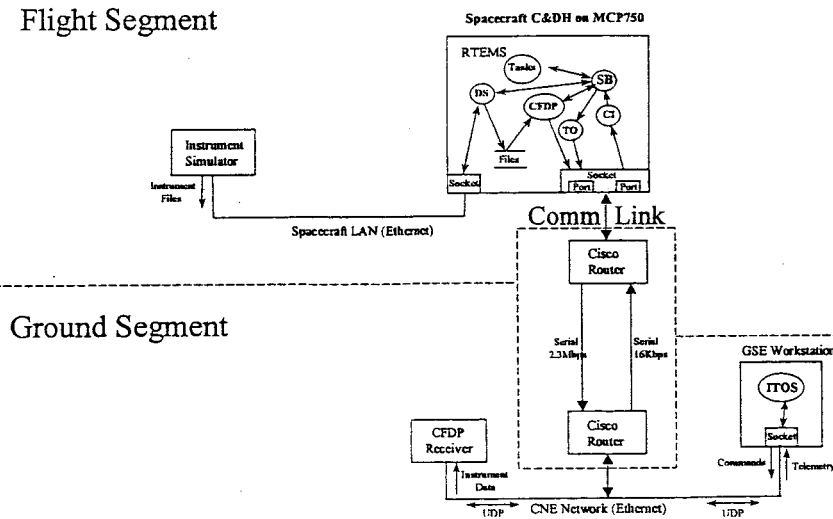 Flight Segment
Spacecraft C&DH on MCP750
RTEMS
Tasks
SB
DS
CFDP
CI
TO
Files
Socket
Socket
Port
Port
Instrument
Simulator
Instrument
Files
Spacecraft LAN (Ethernet)
Comm Link
Cisco
Router
Ground Segment
Serial
2.3Mbps
Serial
16Kbps
GSE Workstation
ITOS
Socket
CFDP
Receiver
Cisco
Router
Commands
Telemetry
Instrument
Data
UDP
CNE Network (Ethernet)
UDP